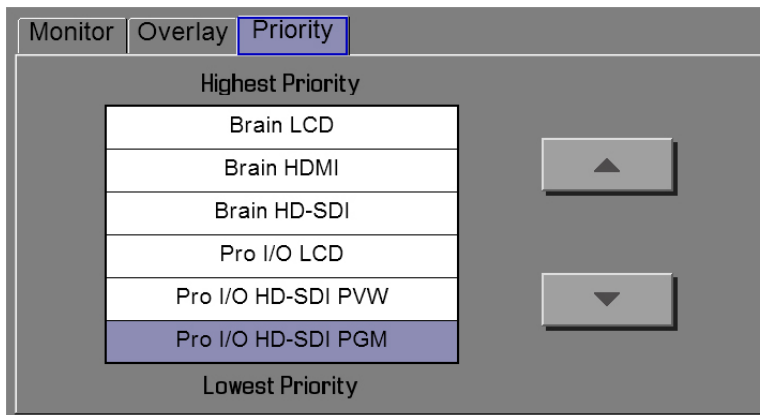 Monitor Overlay Priority
Highest Priority
Brain LCD
Brain HDMI
Brain HD-SDI
Pro I/O LCD
Pro I/O HD-SDI PVW
Pro I/O HD-SDI PGM
Lowest Priority